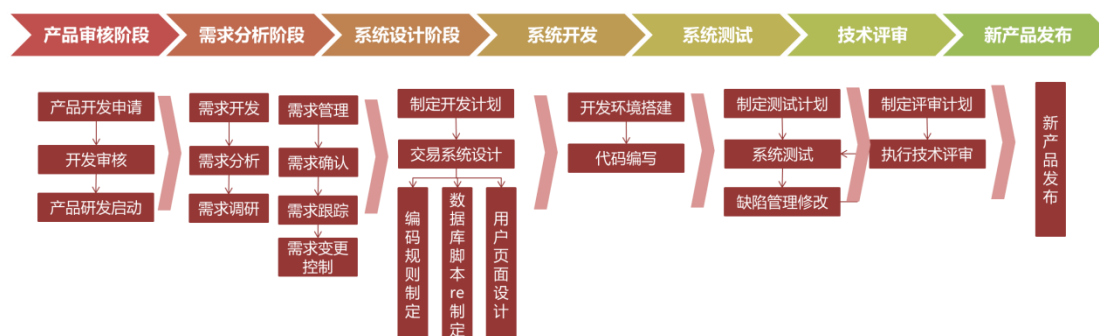 产品审核阶段
需求分析阶段
系统设计阶段
系统开发
系统测试
技术评审
新产品发布
产品开发申请
开发审核
产品研发启动
需求开发
需求分析
需求调研
需求管理
需求确认
需求跟踪
需求变更
控制
制定开发计划
交易系统设计
编码规则制定
数据库脚本re制定
用户页面设计
开发环境搭建
代码编写
制定测试计划
系统测试
缺陷管理修改
制定评审计划
执行技术评审
新产品发布